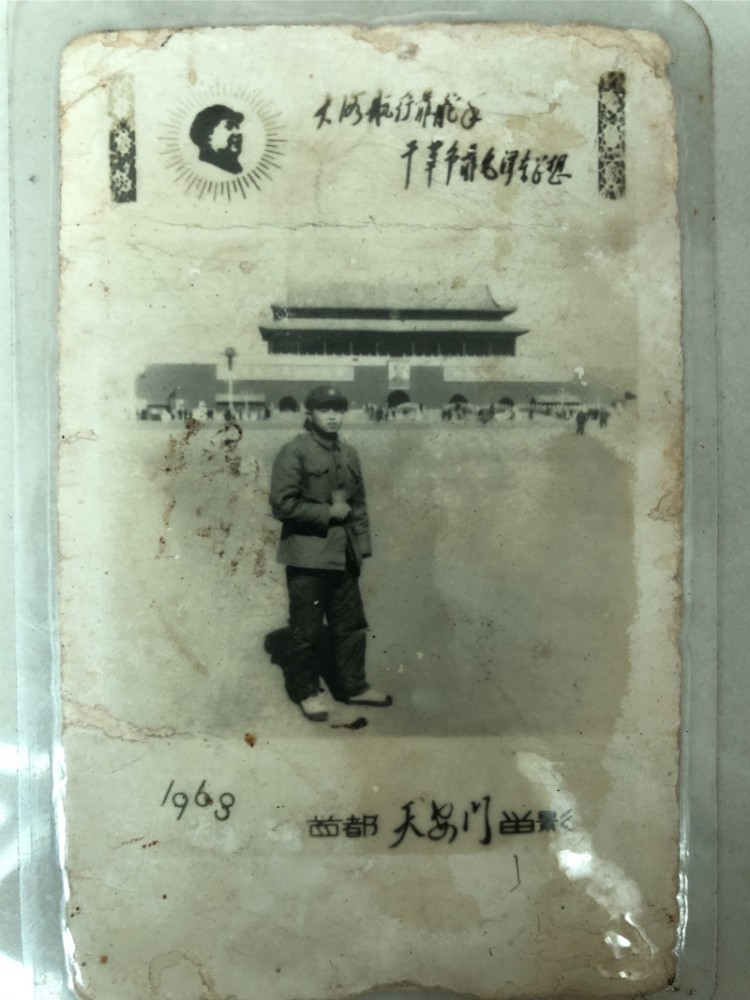 大海航行靠舵手
干革命靠毛泽东思想
1968
首都 天安门 留影